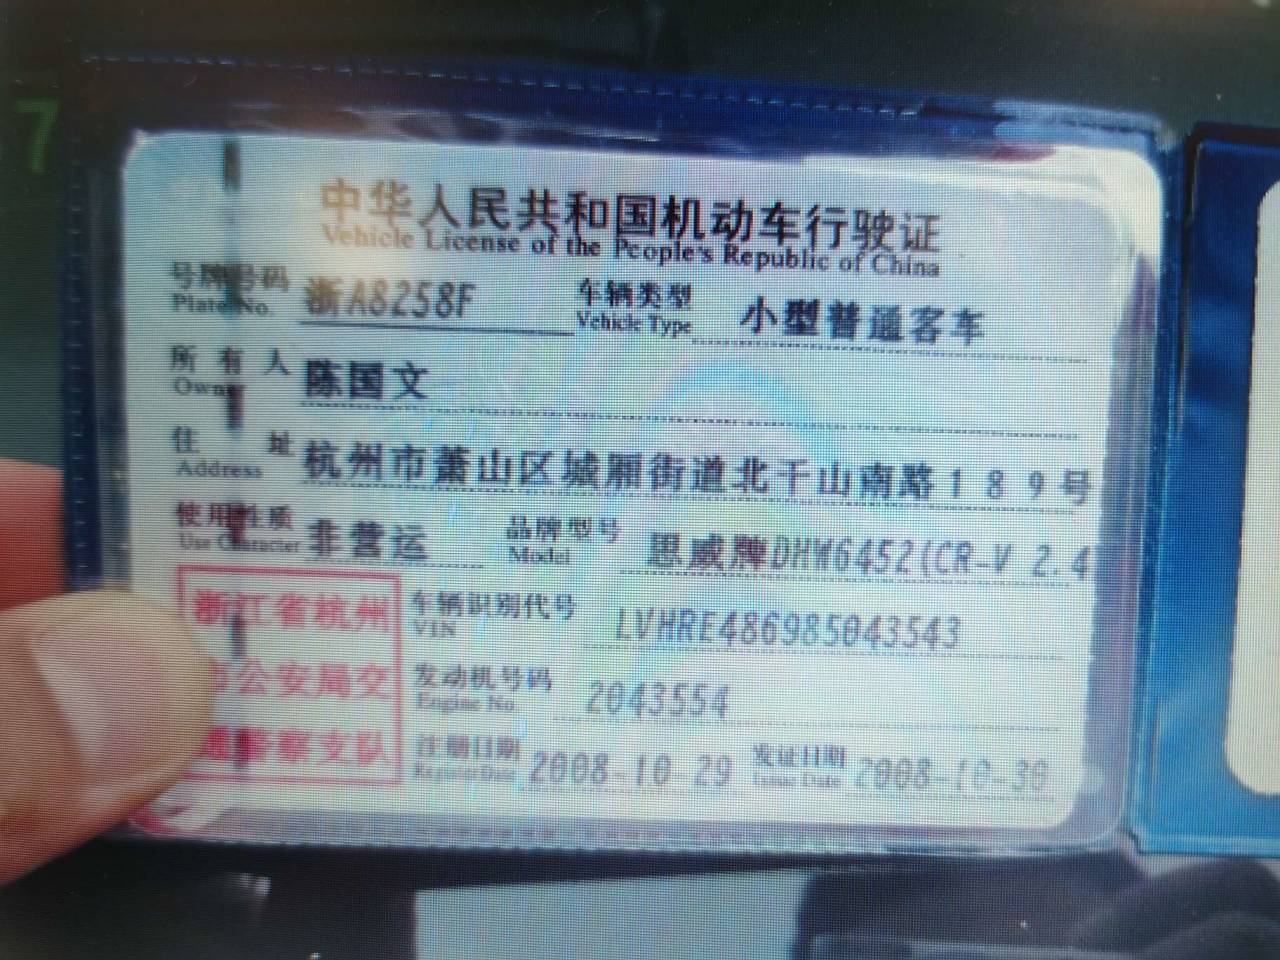 7
中华人民共和国机动车行驶证
Vehicle License of the People's Republic of China
号牌号码 浙A8258F 车辆类型 小型普通客车
Plate No. Vehicle Type
所有人 陈国文
Owner
住址 杭州市萧山区城厢街道北干山南路189号
Address
使用性质 非营运 品牌型号 思威牌DHW6452(CR-V 2.4
Use Character Model
浙江省杭州
市公安局交
通警察支队
车辆识别代号 LVHRE486985043543
VIN
发动机号码 2043554
Engine No.
注册日期 2008-10-29 发证日期 2008-10-30
Register Date Issue Date